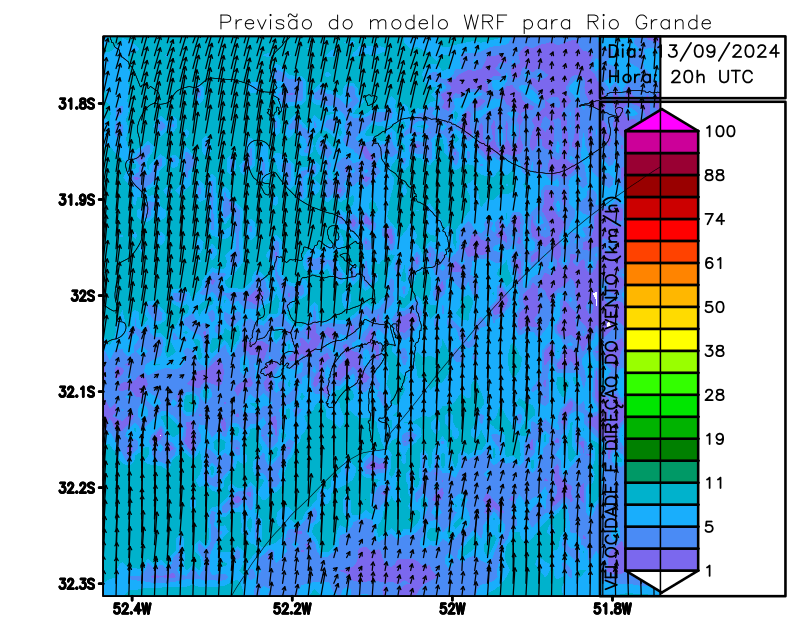 Previsão do modelo WRF para Rio Grande
Dia: 13/09/2024
Hora: 20h UTC
31.8S
31.9S
32S
32.1S
32.2S
32.3S
52.4W
52.2W
52W
51.8W
VELOCIDADE E DIREÇÃO DO VENTO (km/h)
100
88
74
61
50
38
28
19
11
5
1